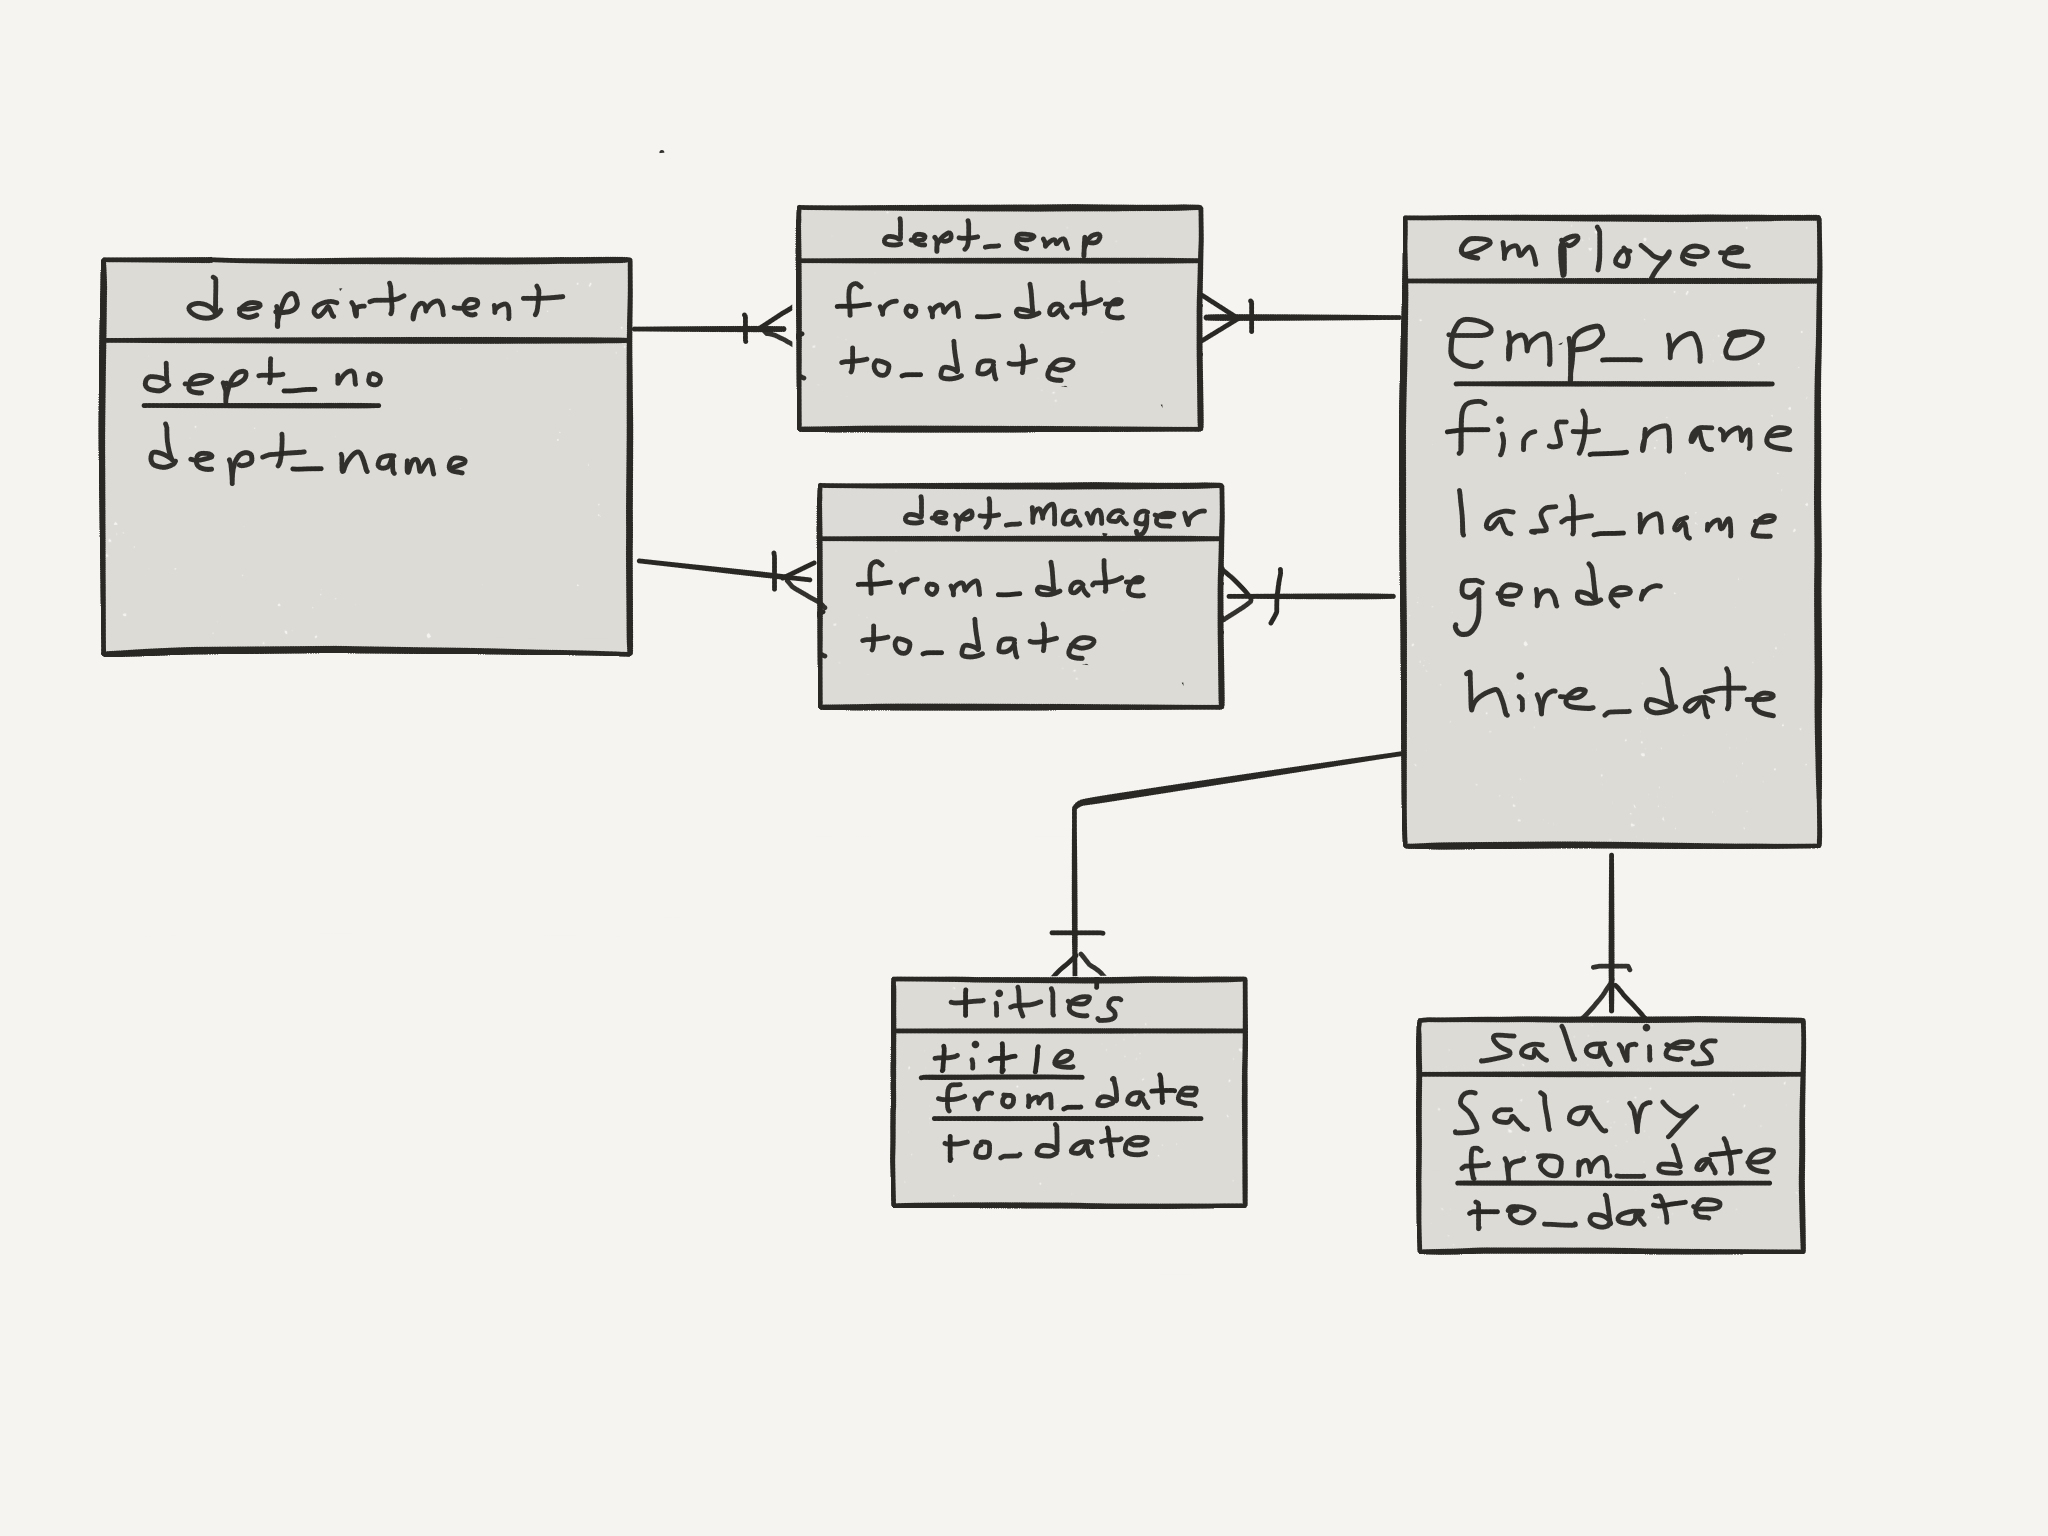 department
dept_no
dept_name
dept_emp
from_date
to_date
dept_manager
from_date
to_date
employee
emp_no
first_name
last_name
gender
hire_date
titles
title
from_date
to_date
salaries
salary
from_date
to_date